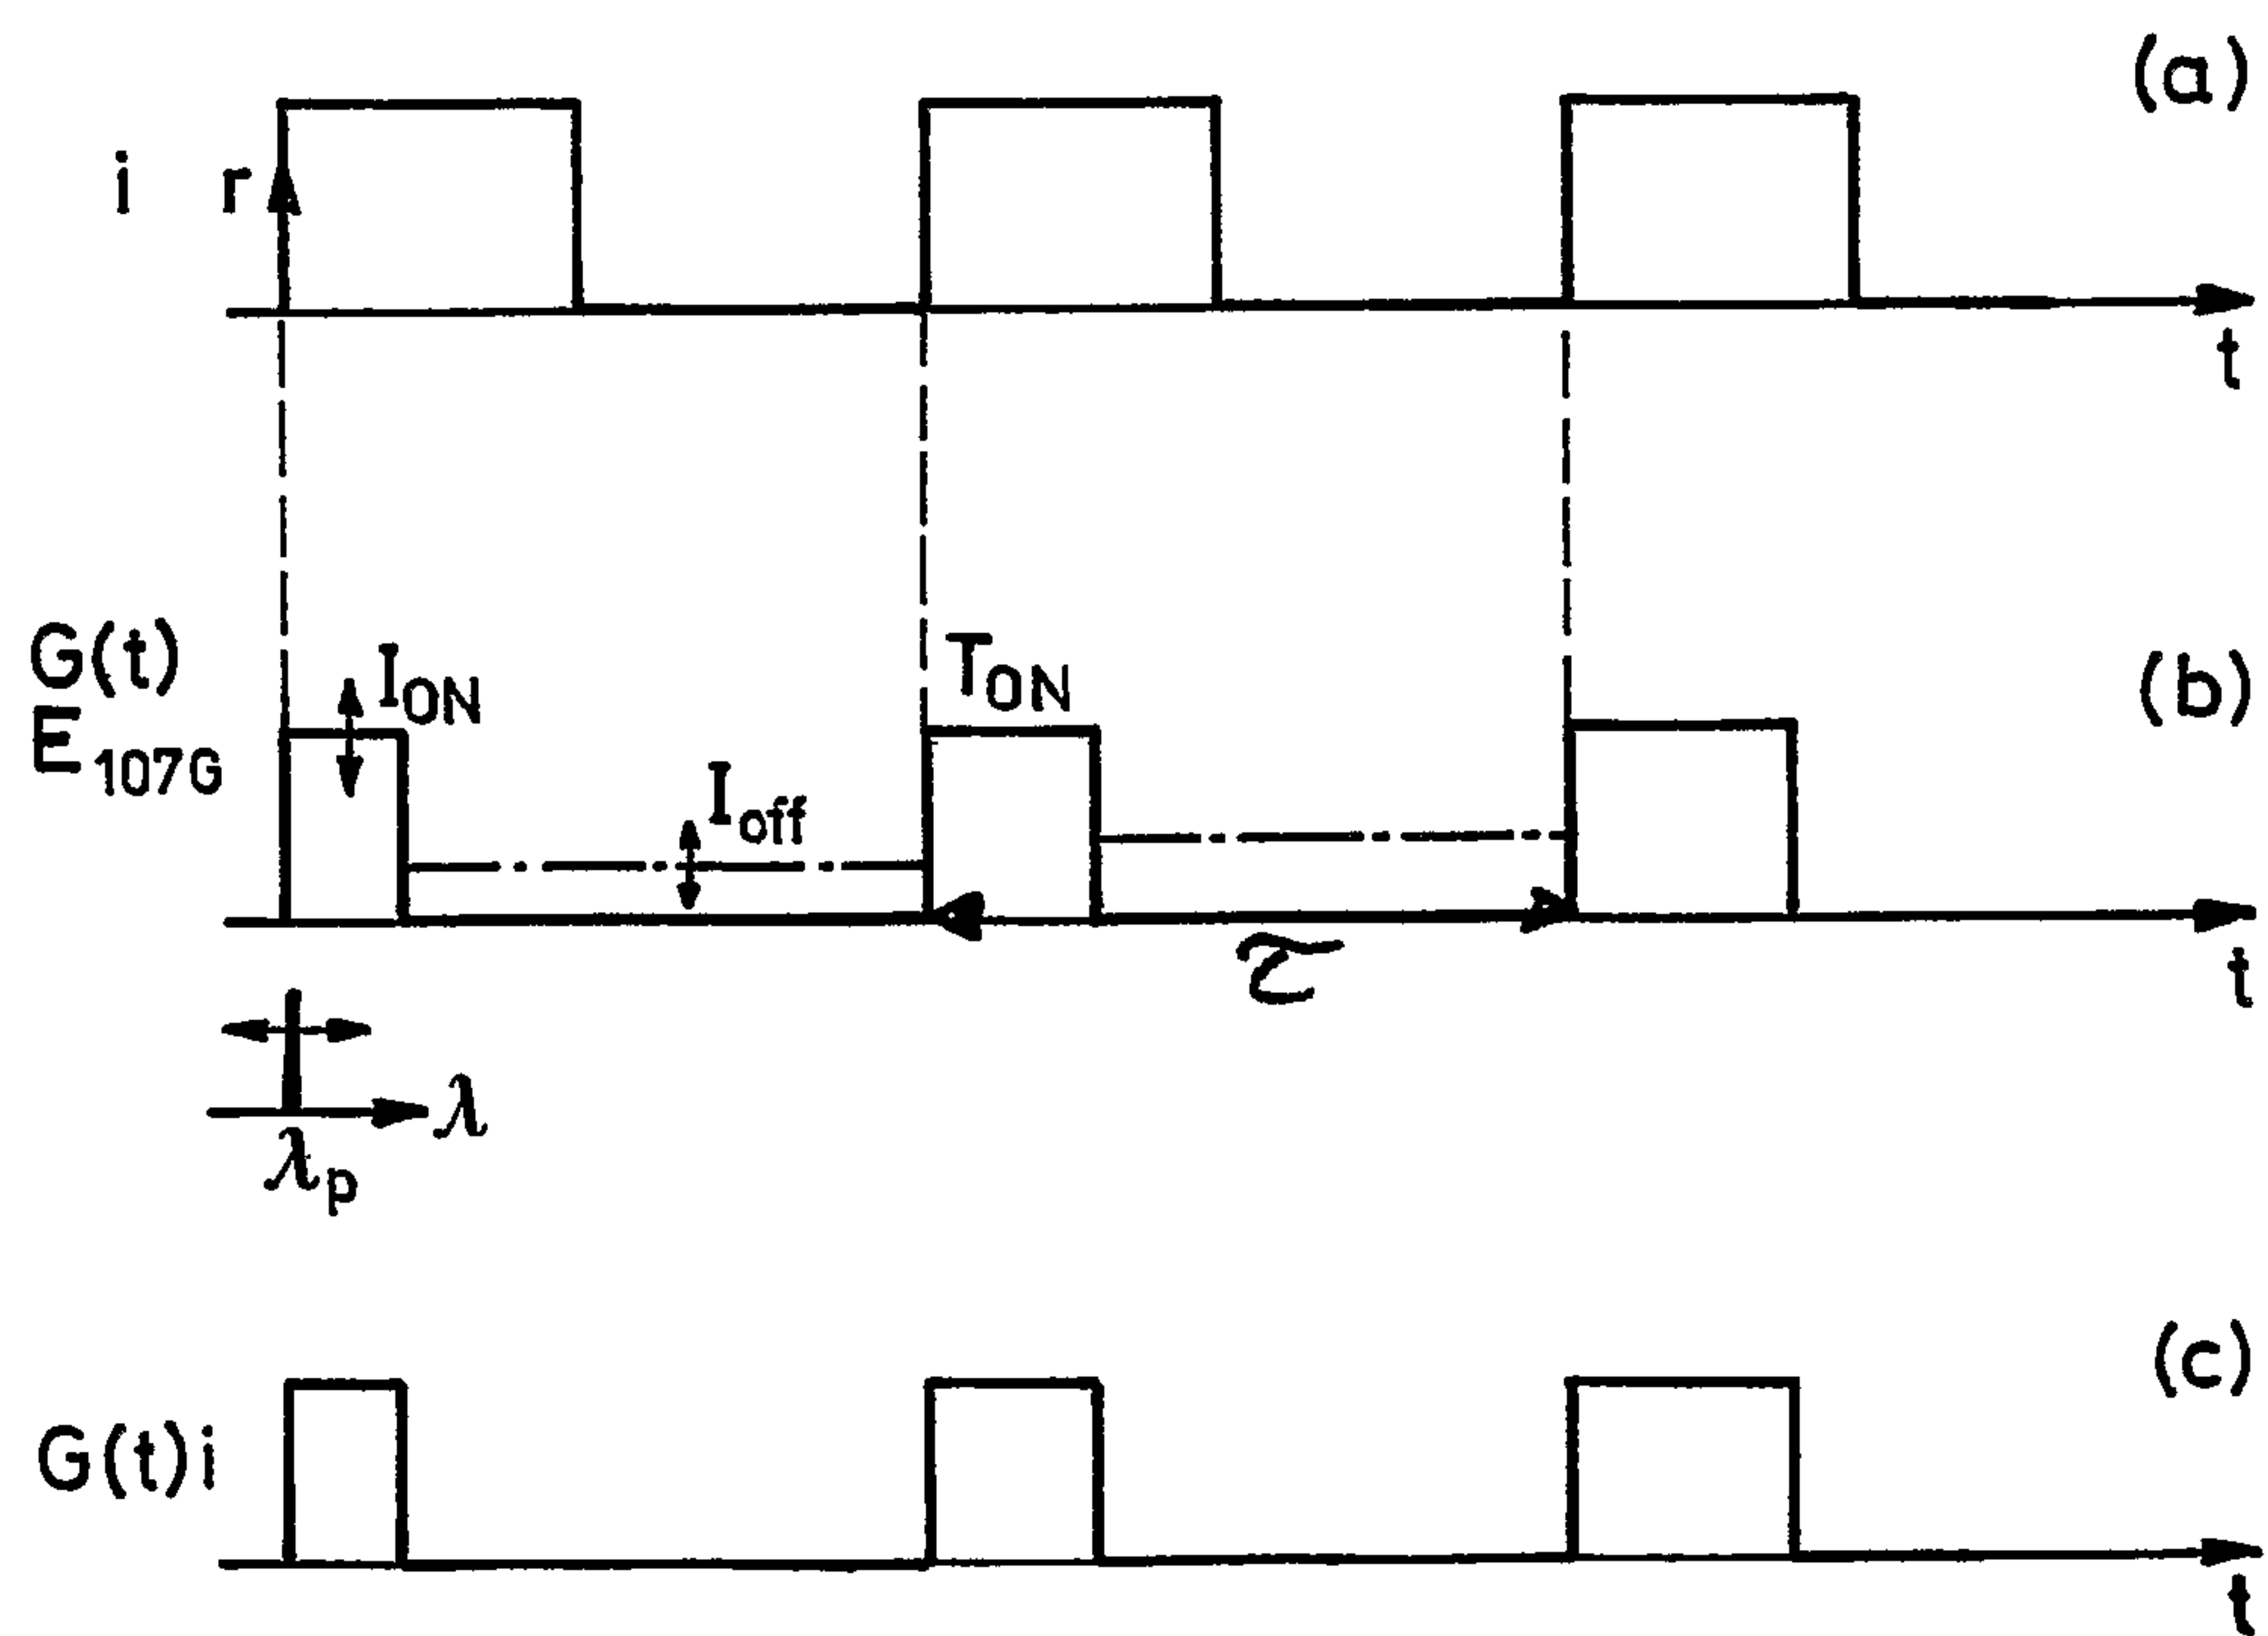 (a)
i r
t
G(t)
E107G
ION
TON
(b)
Ioff
τ
t
λ
λp
(c)
G(t)i
t